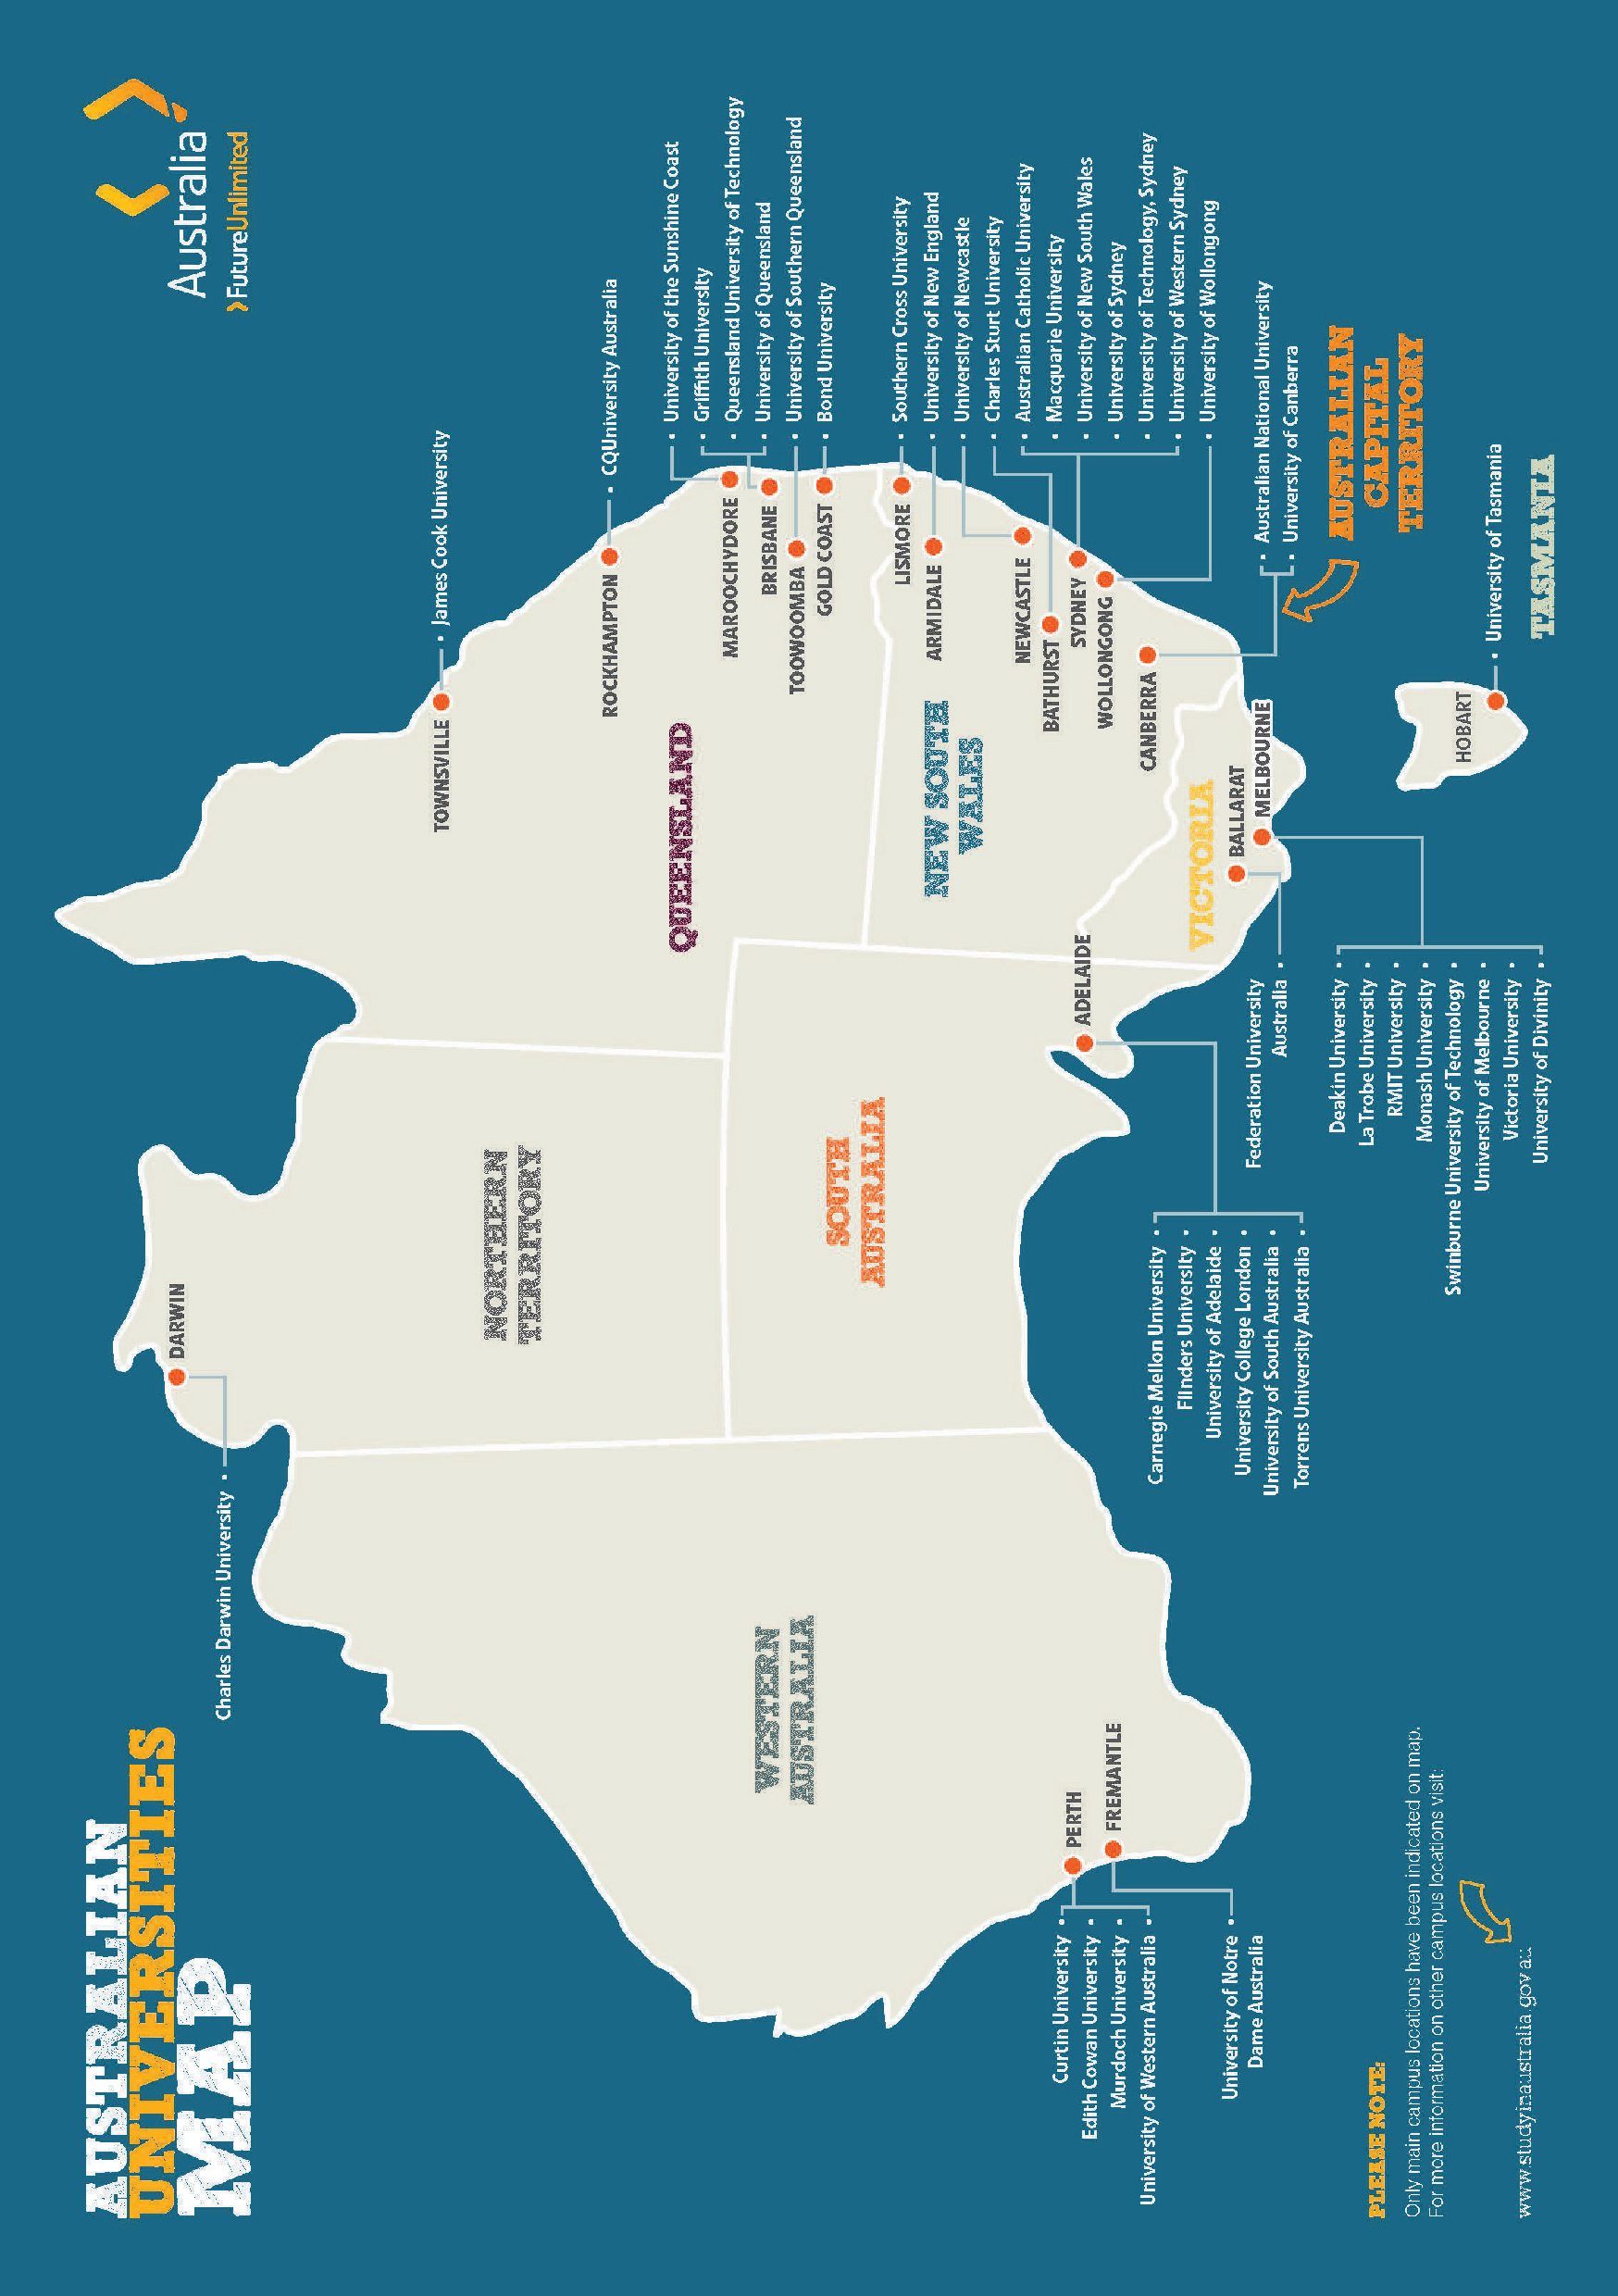 AUSTRALIAN
UNIVERSITIES
MAP
Australia
FutureUnlimited
DARWIN
Charles Darwin University
James Cook University
TOWNSVILLE
CQUniversity Australia
ROCKHAMPTON
University of the Sunshine Coast
Griffith University
Queensland University of Technology
University of Queensland
University of Southern Queensland
Bond University
MAROOCHYDORE
BRISBANE
TOOWOOMBA
GOLD COAST
Southern Cross University
University of New England
University of Newcastle
Charles Sturt University
Australian Catholic University
Macquarie University
University of New South Wales
University of Sydney
University of Technology, Sydney
University of Western Sydney
University of Wollongong
LISMORE
ARMIDALE
NEWCASTLE
BATHURST
SYDNEY
WOLLONGONG
CANBERRA
Australian National University
University of Canberra
AUSTRALIAN
CAPITAL
TERRITORY
NORTHERN
TERRITORY
QUEENSLAND
WESTERN
AUSTRALIA
SOUTH
AUSTRALIA
NEW SOUTH
WALES
VICTORIA
ADELAIDE
BALLARAT
MELBOURNE
PERTH
FREMANTLE
Curtin University
Edith Cowan University
Murdoch University
University of Western Australia
University of Notre
Dame Australia
Carnegie Mellon University
Flinders University
University of Adelaide
University College London
University of South Australia
Torrens University Australia
Federation University
Australia
Deakin University
La Trobe University
RMIT University
Monash University
Swinburne University of Technology
University of Melbourne
Victoria University
University of Divinity
HOBART
University of Tasmania
TASMANIA
PLEASE NOTE:
Only main campus locations have been indicated on map.
For more information on other campus locations visit:
www.studyinaustralia.gov.au